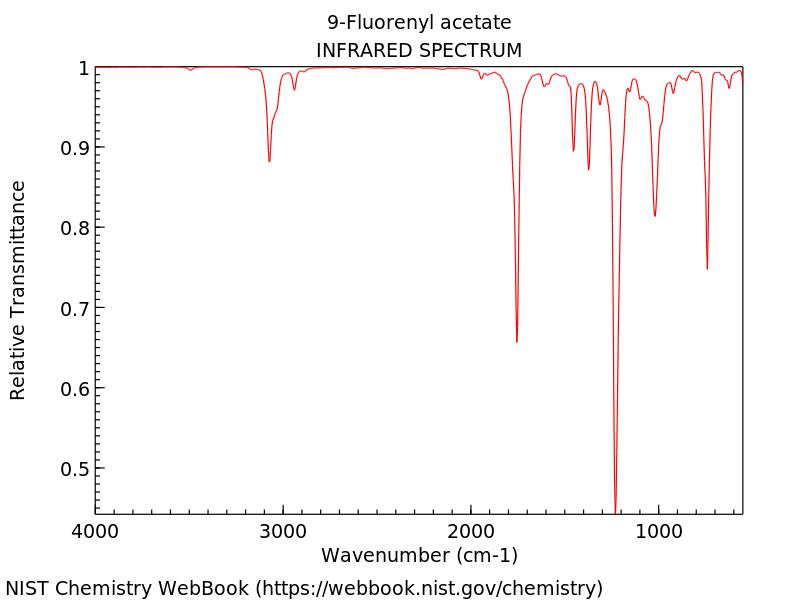 9-Fluorenyl acetate
INFRARED SPECTRUM
1
0.9
0.8
0.7
0.6
0.5
Relative Transmittance
4000 3000 2000 1000
Wavenumber (cm-1)
NIST Chemistry WebBook (https://webbook.nist.gov/chemistry)